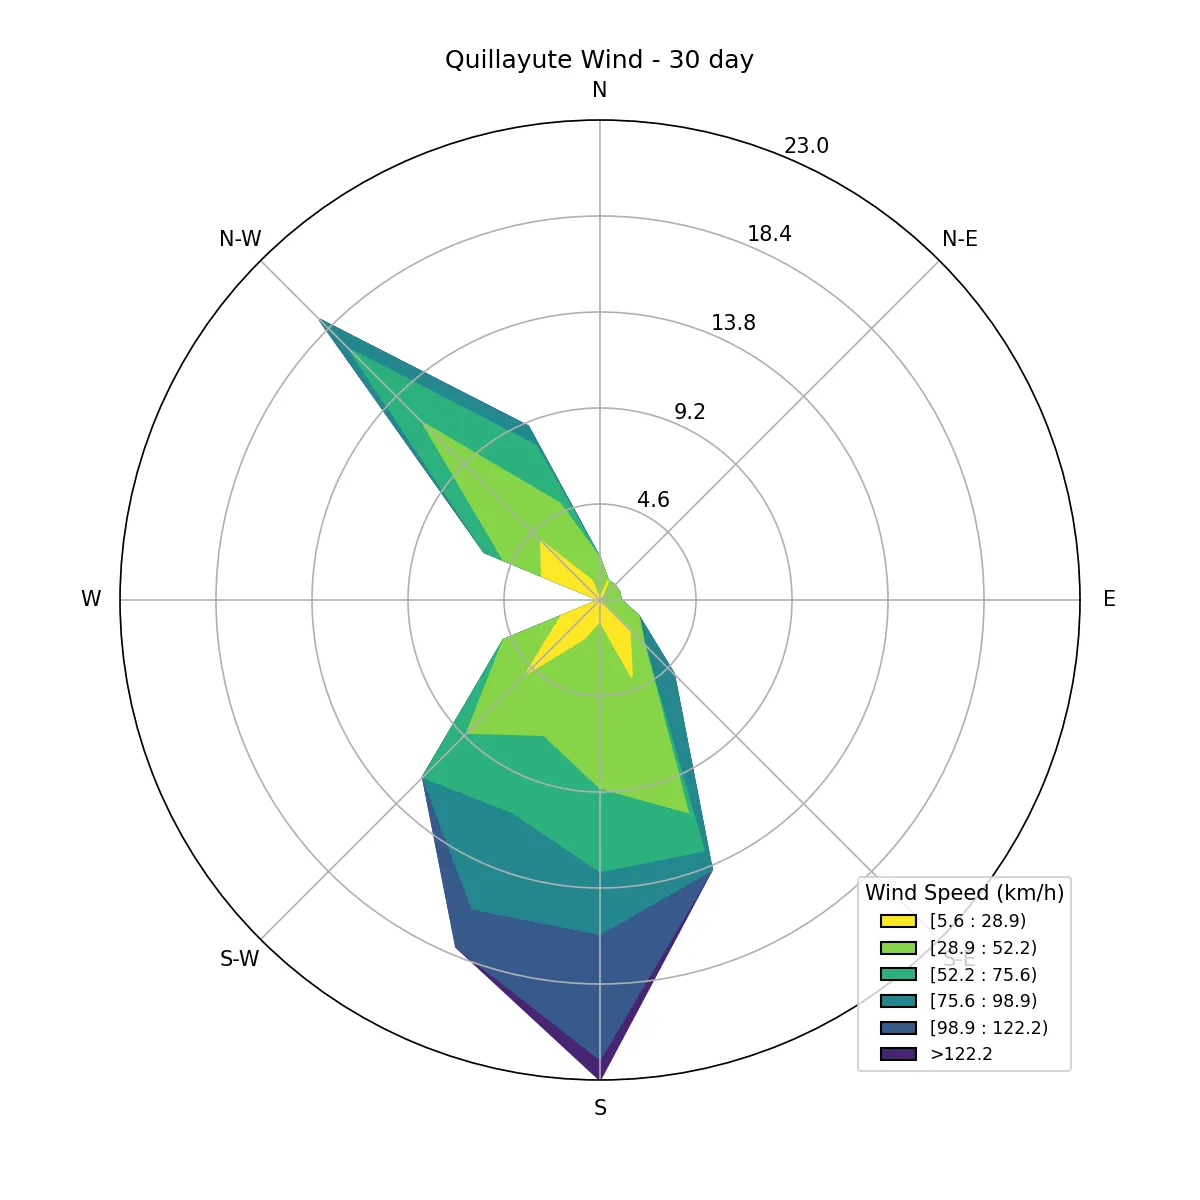 Quillayute Wind - 30 day
N
23.0
N-W
18.4
N-E
13.8
9.2
4.6
W
E
S-W
S-E
S
Wind Speed (km/h)
[5.6 : 28.9)
[28.9 : 52.2)
[52.2 : 75.6)
[75.6 : 98.9)
[98.9 : 122.2)
>122.2